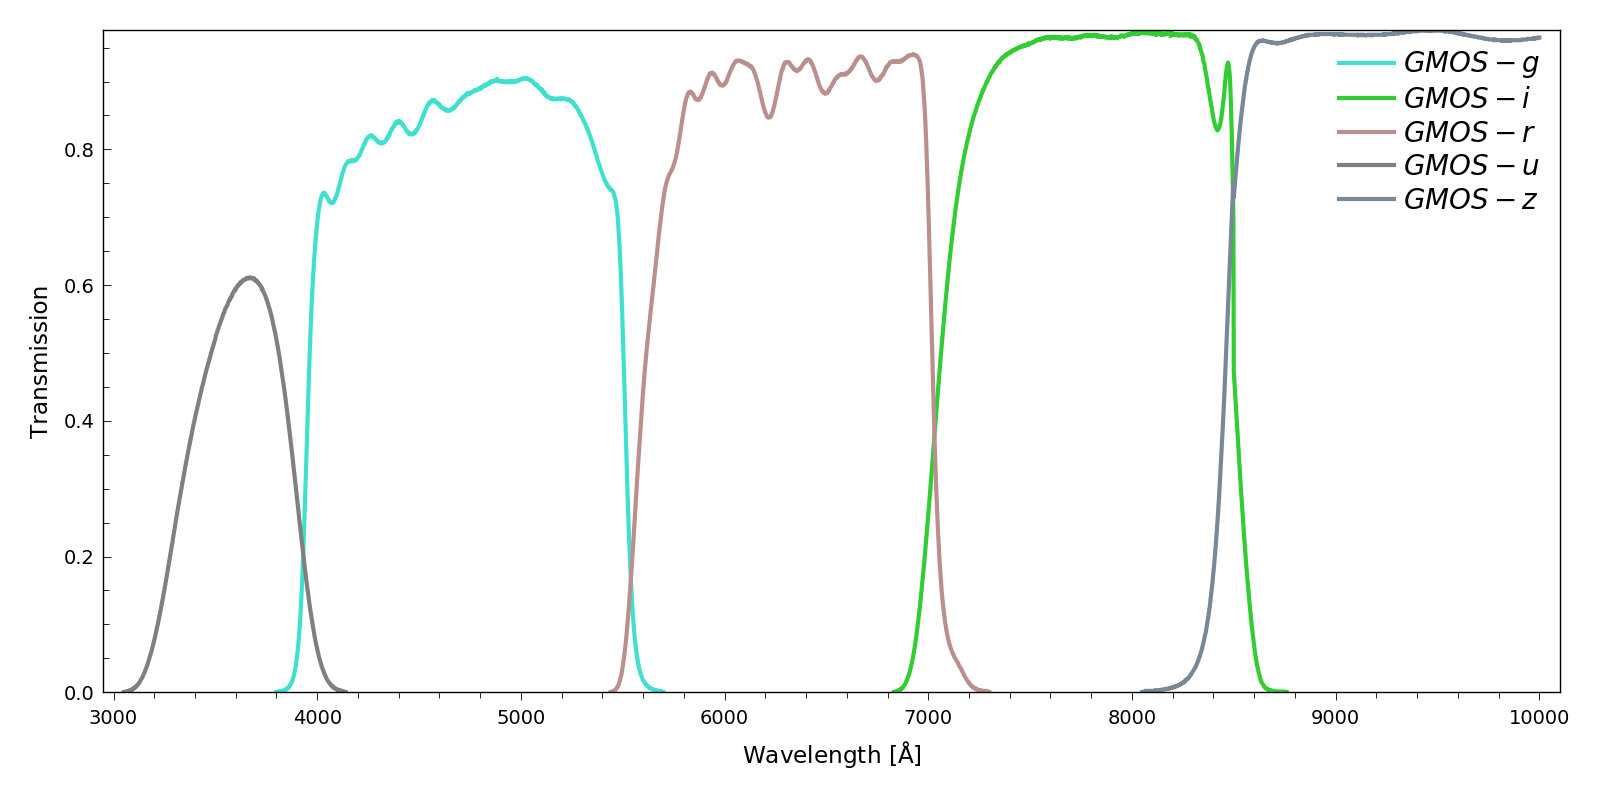 GMOS − g
GMOS − i
GMOS − r
GMOS − u
GMOS − z
Transmission
0.8
0.6
0.4
0.2
0.0
3000 4000 5000 6000 7000 8000 9000 10000
Wavelength [Å]